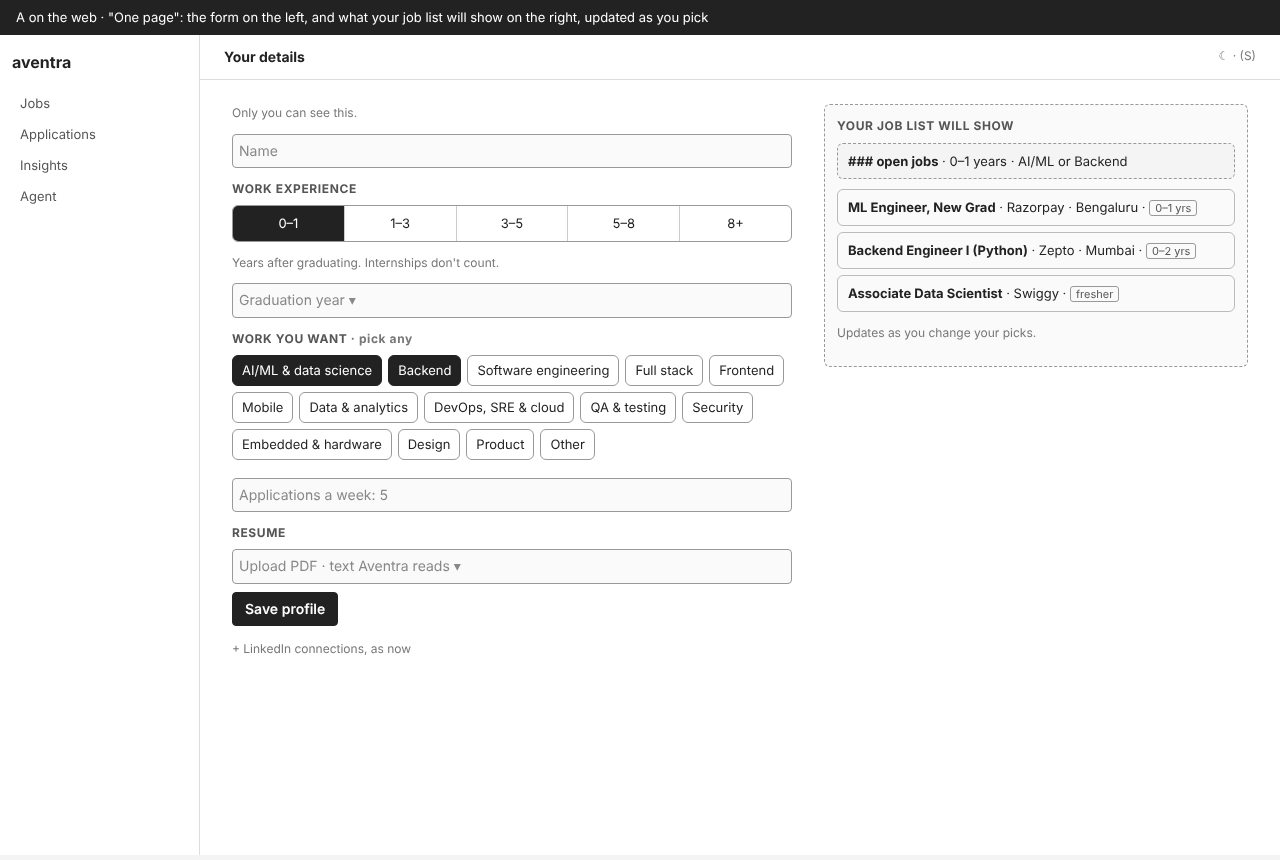 A on the web · "One page": the form on the left, and what your job list will show on the right, updated as you pick
aventra
Jobs
Applications
Insights
Agent
Your details
☾ · (S)
Only you can see this.
Name
WORK EXPERIENCE
0–1 1–3 3–5 5–8 8+
Years after graduating. Internships don't count.
Graduation year ▾
WORK YOU WANT · pick any
AI/ML & data science Backend Software engineering Full stack Frontend
Mobile Data & analytics DevOps, SRE & cloud QA & testing Security
Embedded & hardware Design Product Other
Applications a week: 5
RESUME
Upload PDF · text Aventra reads ▾
Save profile
+ LinkedIn connections, as now
YOUR JOB LIST WILL SHOW
### open jobs · 0–1 years · AI/ML or Backend
ML Engineer, New Grad · Razorpay · Bengaluru · 0–1 yrs
Backend Engineer I (Python) · Zepto · Mumbai · 0–2 yrs
Associate Data Scientist · Swiggy · fresher
Updates as you change your picks.